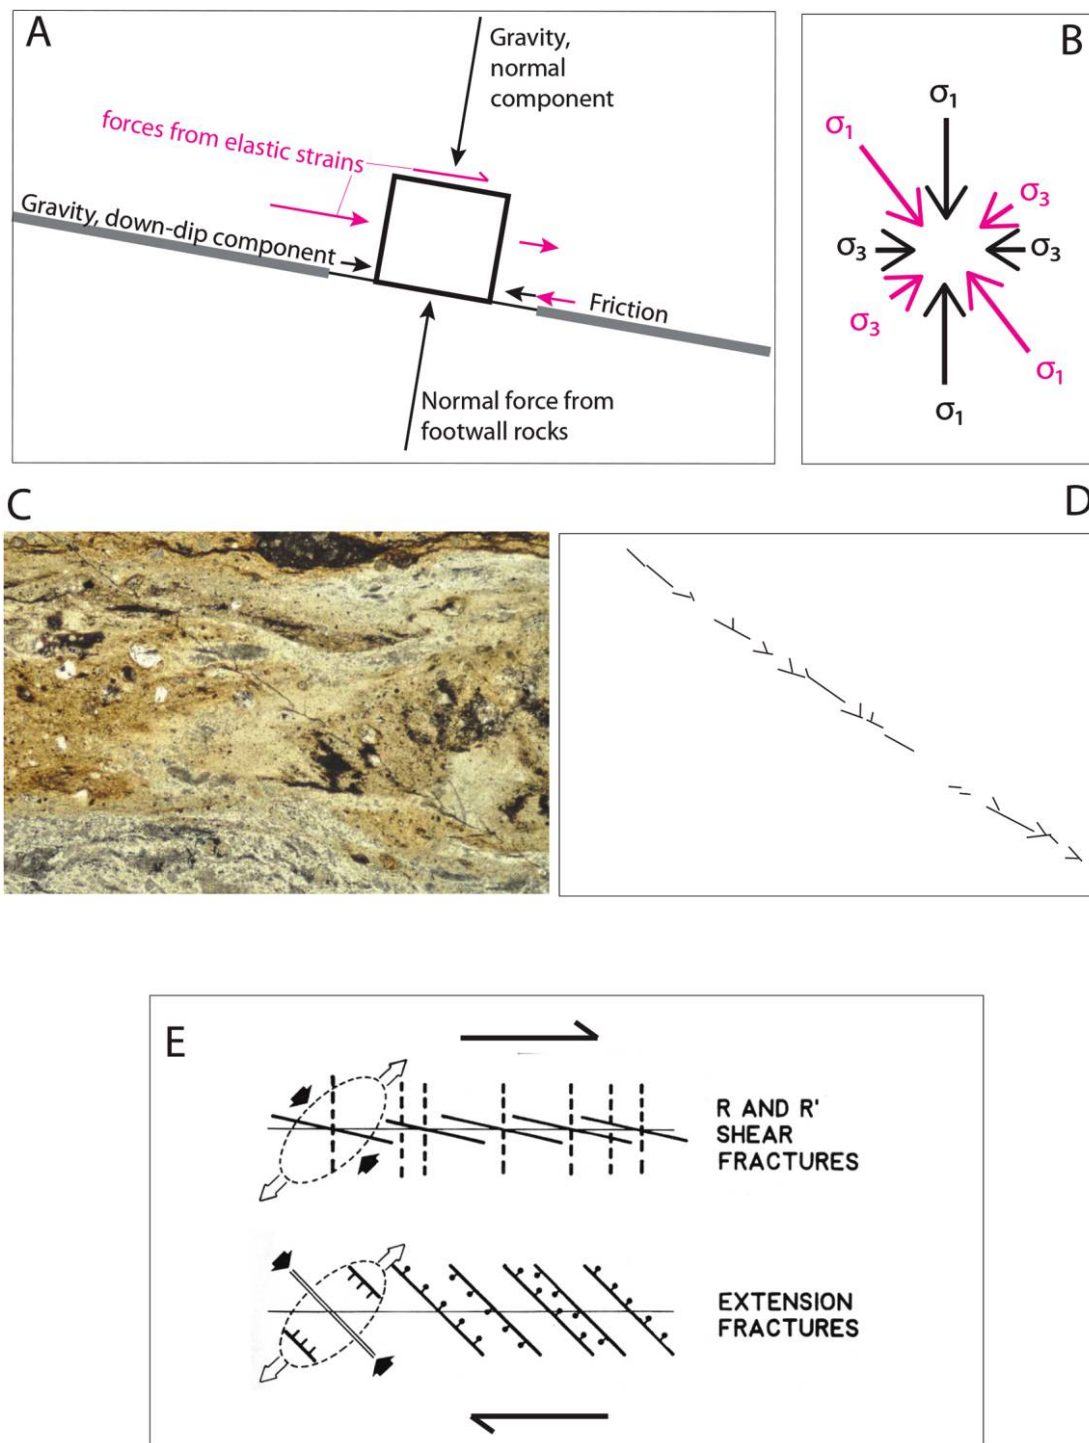 A
Gravity,
normal
component
forces from elastic strains
Gravity, down-dip component
Friction
Normal force from
footwall rocks
B
σ1
σ1
σ3
σ3
σ3
σ3
σ1
σ1
C
D
E
R AND R'
SHEAR
FRACTURES
EXTENSION
FRACTURES